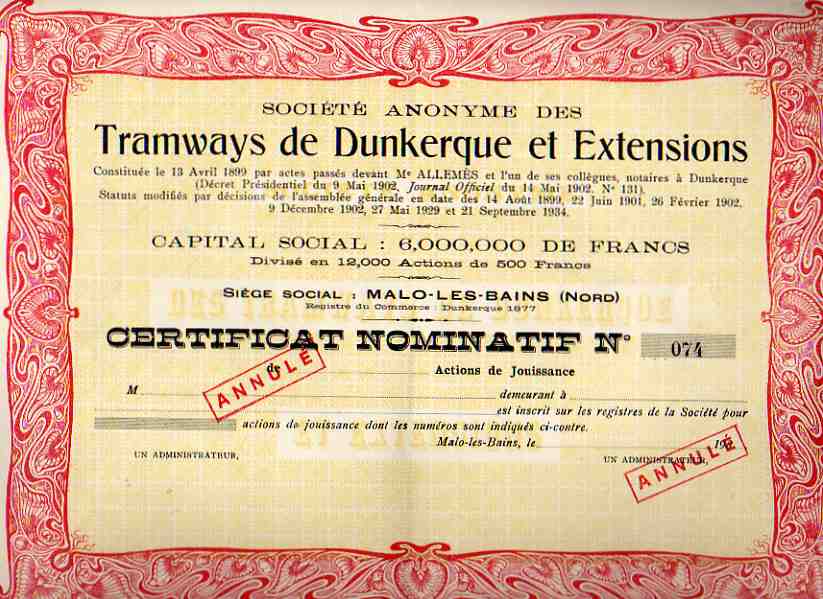 SOCIÉTÉ ANONYME DES
Tramways de Dunkerque et Extensions
Constituée le 13 Avril 1899 par actes passés devant Me ALLEMÈS et l'un de ses collègues, notaires à Dunkerque
(Décret Présidentiel du 9 Mai 1902, Journal Officiel du 14 Mai 1902. N° 131).
Statuts modifiés par décisions de l'assemblée générale en date des 14 Août 1899, 22 Juin 1901, 26 Février 1902,
9 Décembre 1902, 27 Mai 1929 et 21 Septembre 1934.
CAPITAL SOCIAL : 6,000,000 DE FRANCS
Divisé en 12,000 Actions de 500 Francs
SIÈGE SOCIAL : MALO-LES-BAINS (NORD)
Registre du Commerce : Dunkerque 1877
CERTIFICAT NOMINATIF N° 074
de Actions de Jouissance
ANNULÉ
M demeurant à
est inscrit sur les registres de la Société pour
actions de jouissance dont les numéros sont indiqués ci-contre.
Malo-les-Bains, le 19
UN ADMINISTRATEUR, UN ADMINISTRATEUR,
ANNULÉ